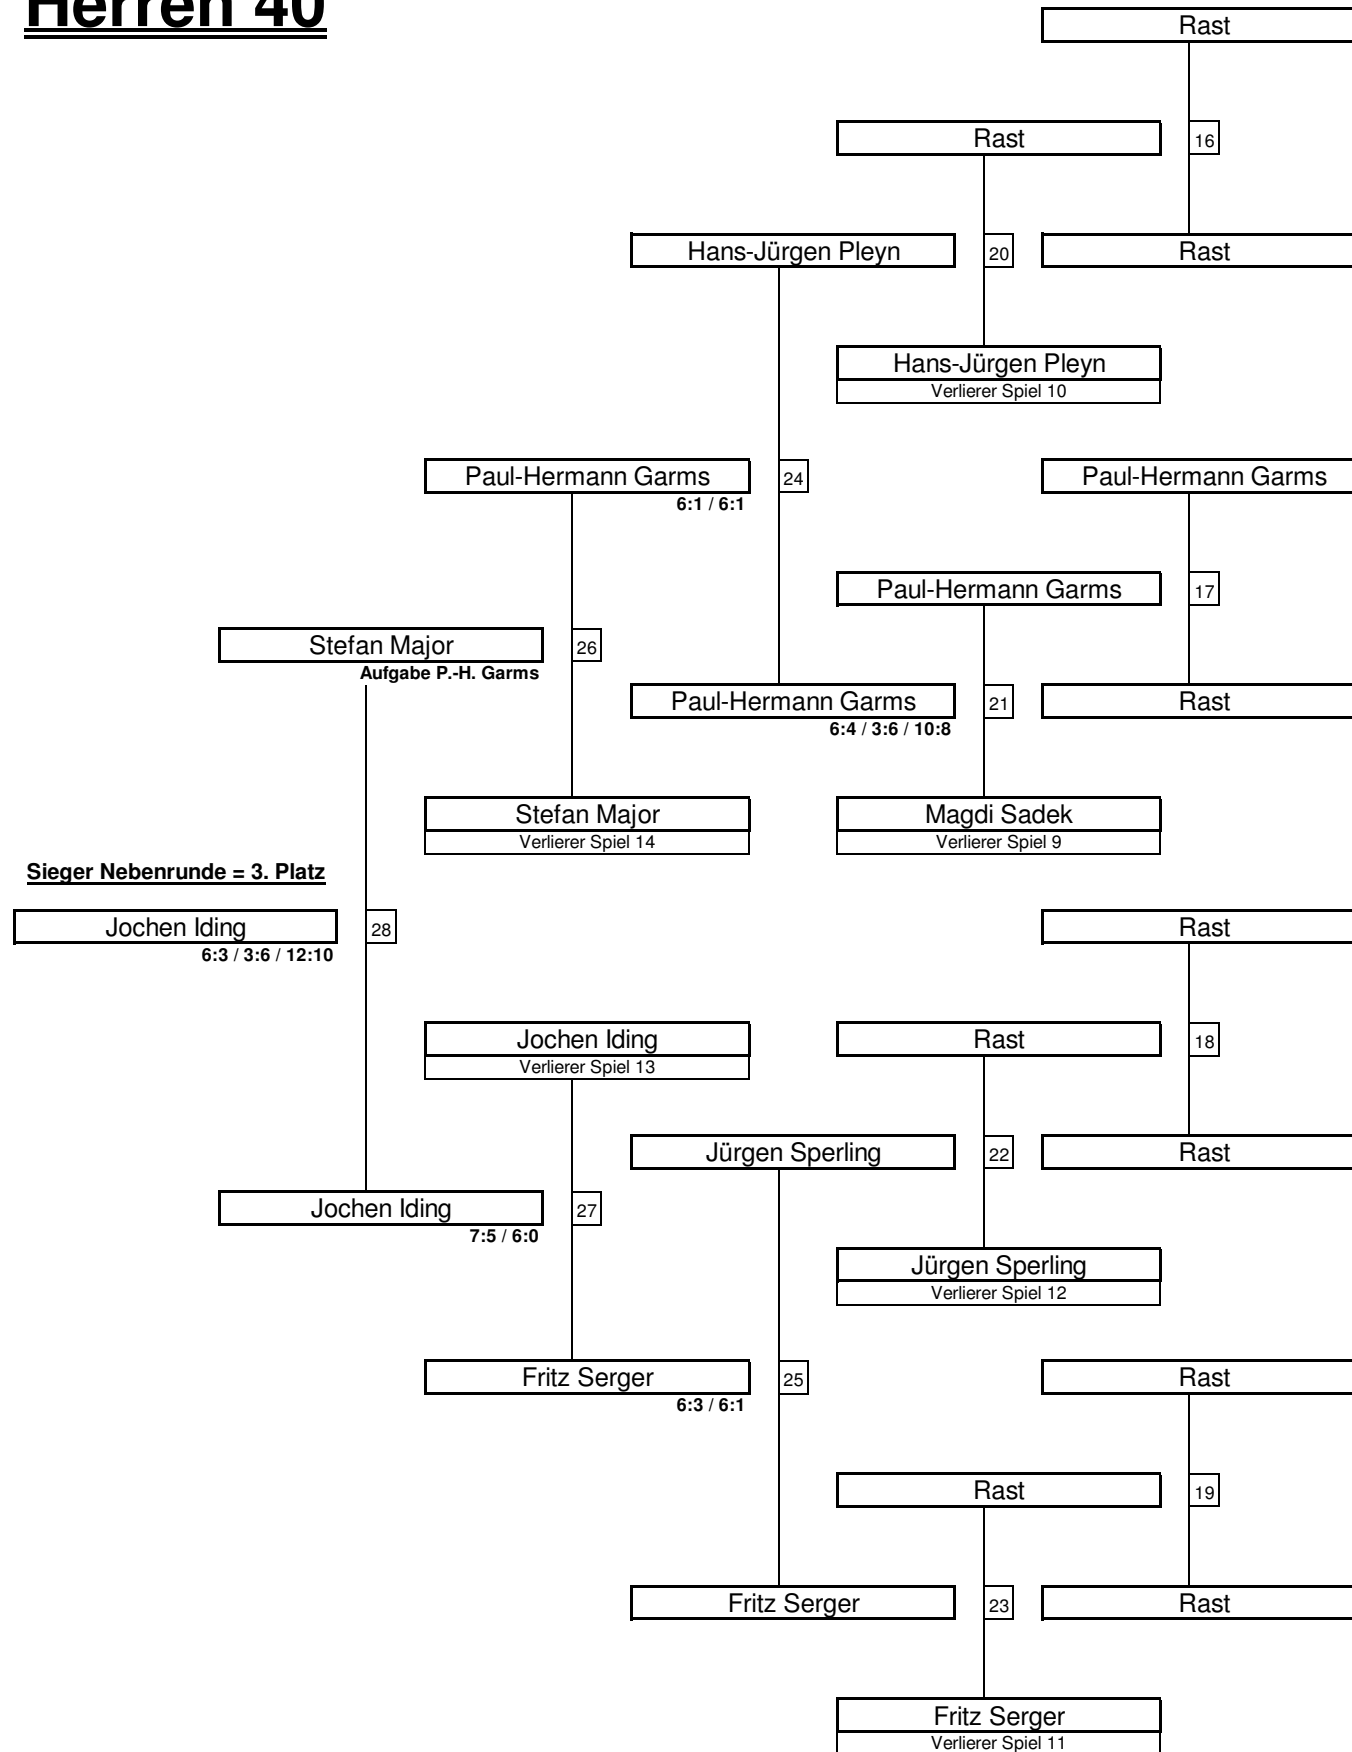 Herren 40
Rast
Rast
16
Hans-Jürgen Pleyn
20
Rast
Hans-Jürgen Pleyn
Verlierer Spiel 10
Paul-Hermann Garms
24
Paul-Hermann Garms
6:1 / 6:1
Paul-Hermann Garms
17
Stefan Major
26
Aufgabe P.-H. Garms
Paul-Hermann Garms
21
Rast
6:4 / 3:6 / 10:8
Stefan Major
Magdi Sadek
Verlierer Spiel 14
Verlierer Spiel 9
Sieger Nebenrunde = 3. Platz
Jochen Iding
28
Rast
6:3 / 3:6 / 12:10
Jochen Iding
Rast
18
Verlierer Spiel 13
Jürgen Sperling
22
Rast
Jochen Iding
27
7:5 / 6:0
Jürgen Sperling
Verlierer Spiel 12
Fritz Serger
25
Rast
6:3 / 6:1
Rast
19
Fritz Serger
23
Rast
Fritz Serger
Verlierer Spiel 11